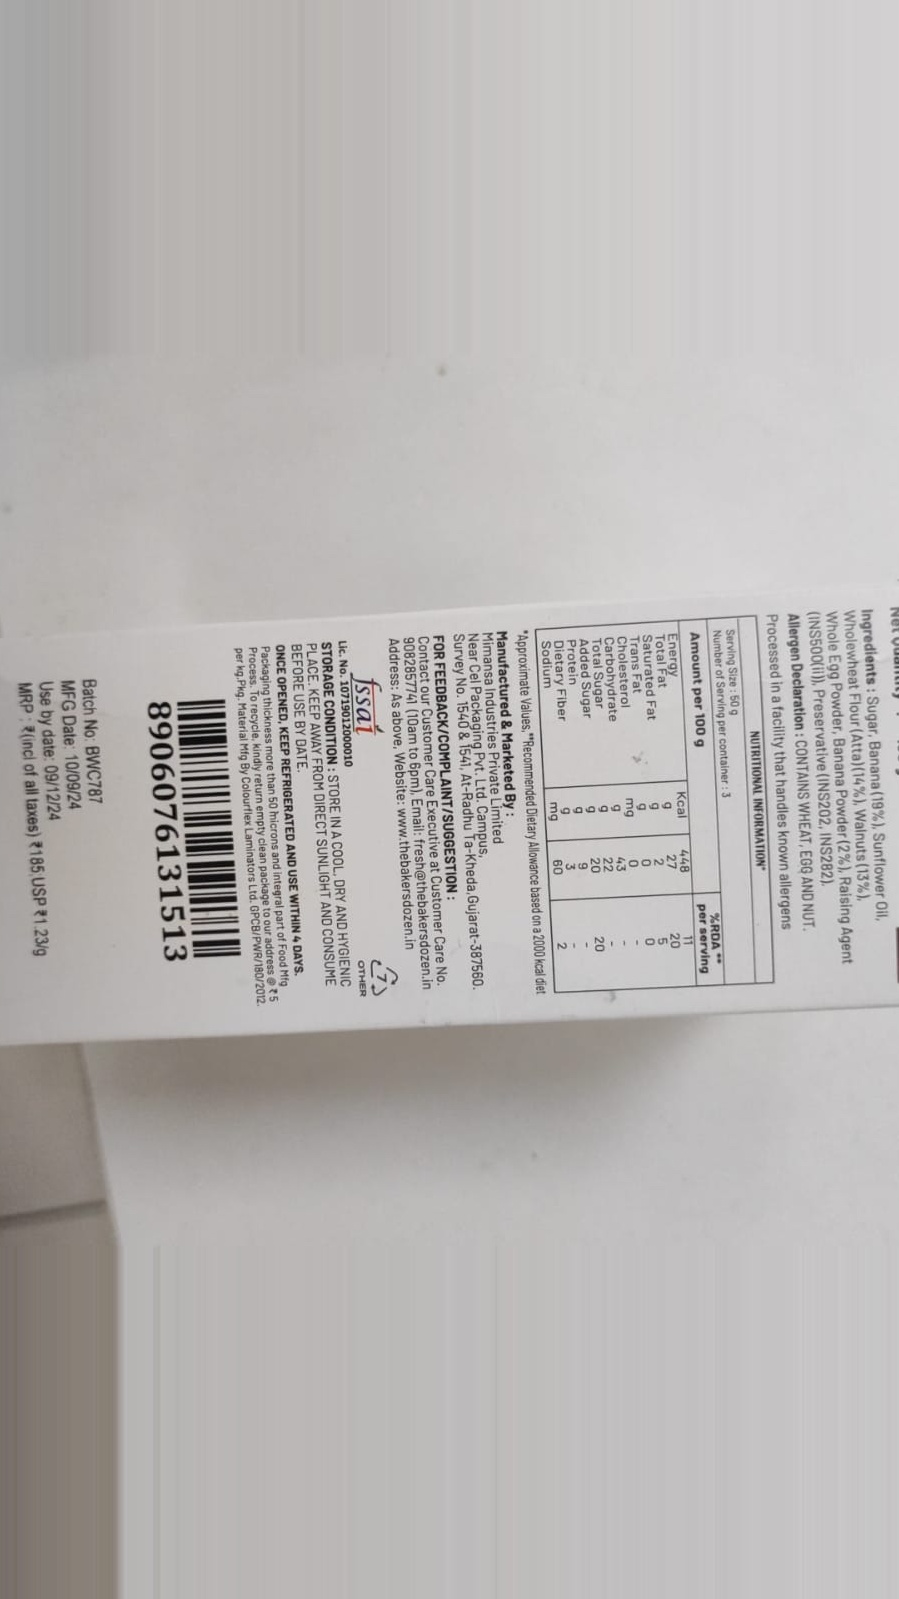 Net Quantity
Ingredients : Sugar, Banana (19%), Sunflower Oil,
Wholewheat Flour (Atta) (14%), Walnuts (13%),
Whole Egg Powder, Banana Powder (2%), Raising Agent
(INS500(ii)), Preservative (INS202, INS282).
Allergen Declaration : CONTAINS WHEAT, EGG AND NUT.
Processed in a facility that handles known allergens
NUTRITIONAL INFORMATION*
Serving Size : 50 g
Number of Serving per container : 3
Amount per 100 g %RDA ** per serving
Energy Kcal 448 11
Total Fat g 27 20
Saturated Fat g 2 5
Trans Fat g 0 0
Cholesterol mg 0 -
Carbohydrate g 43 -
Total Sugar g 22 -
Added Sugar g 20 20
Protein g 9 -
Dietary Fiber g 3 -
Sodium mg 60 2
*Approximate Values, **Recommended Dietary Allowance based on a 2000 kcal diet
Manufactured & Marketed By :
Mimansa Industries Private Limited
Near Cel Packaging Pvt. Ltd. Campus,
Survey No. 1540 & 1541, At-Radhu Ta-Kheda, Gujarat-387560.
FOR FEEDBACK/COMPLAINT/SUGGESTION :
Contact our Customer Care Executive at Customer Care No.
9082857741 (10am to 6pm), Email: fresh@thebakersdozen.in
Address: As above, Website: www.thebakersdozen.in
fssai
7
OTHER
Lic. No. 10719012000010
STORAGE CONDITION : STORE IN A COOL, DRY AND HYGIENIC
PLACE. KEEP AWAY FROM DIRECT SUNLIGHT AND CONSUME
BEFORE USE BY DATE.
ONCE OPENED, KEEP REFRIGERATED AND USE WITHIN 4 DAYS.
Packaging thickness more than 50 microns and integral part of Food Mfg
Process. To recycle, kindly return empty clean package to our address @ ₹ 5
per kg.Pkg. Material Mfg By Colourflex Laminators Ltd. GPCB/PWR/180/2012.
8906076131513
Batch No: BWC787
MFG Date: 10/09/24
Use by date: 09/12/24
MRP : ₹(incl of all taxes) ₹185,USP ₹1.23/g